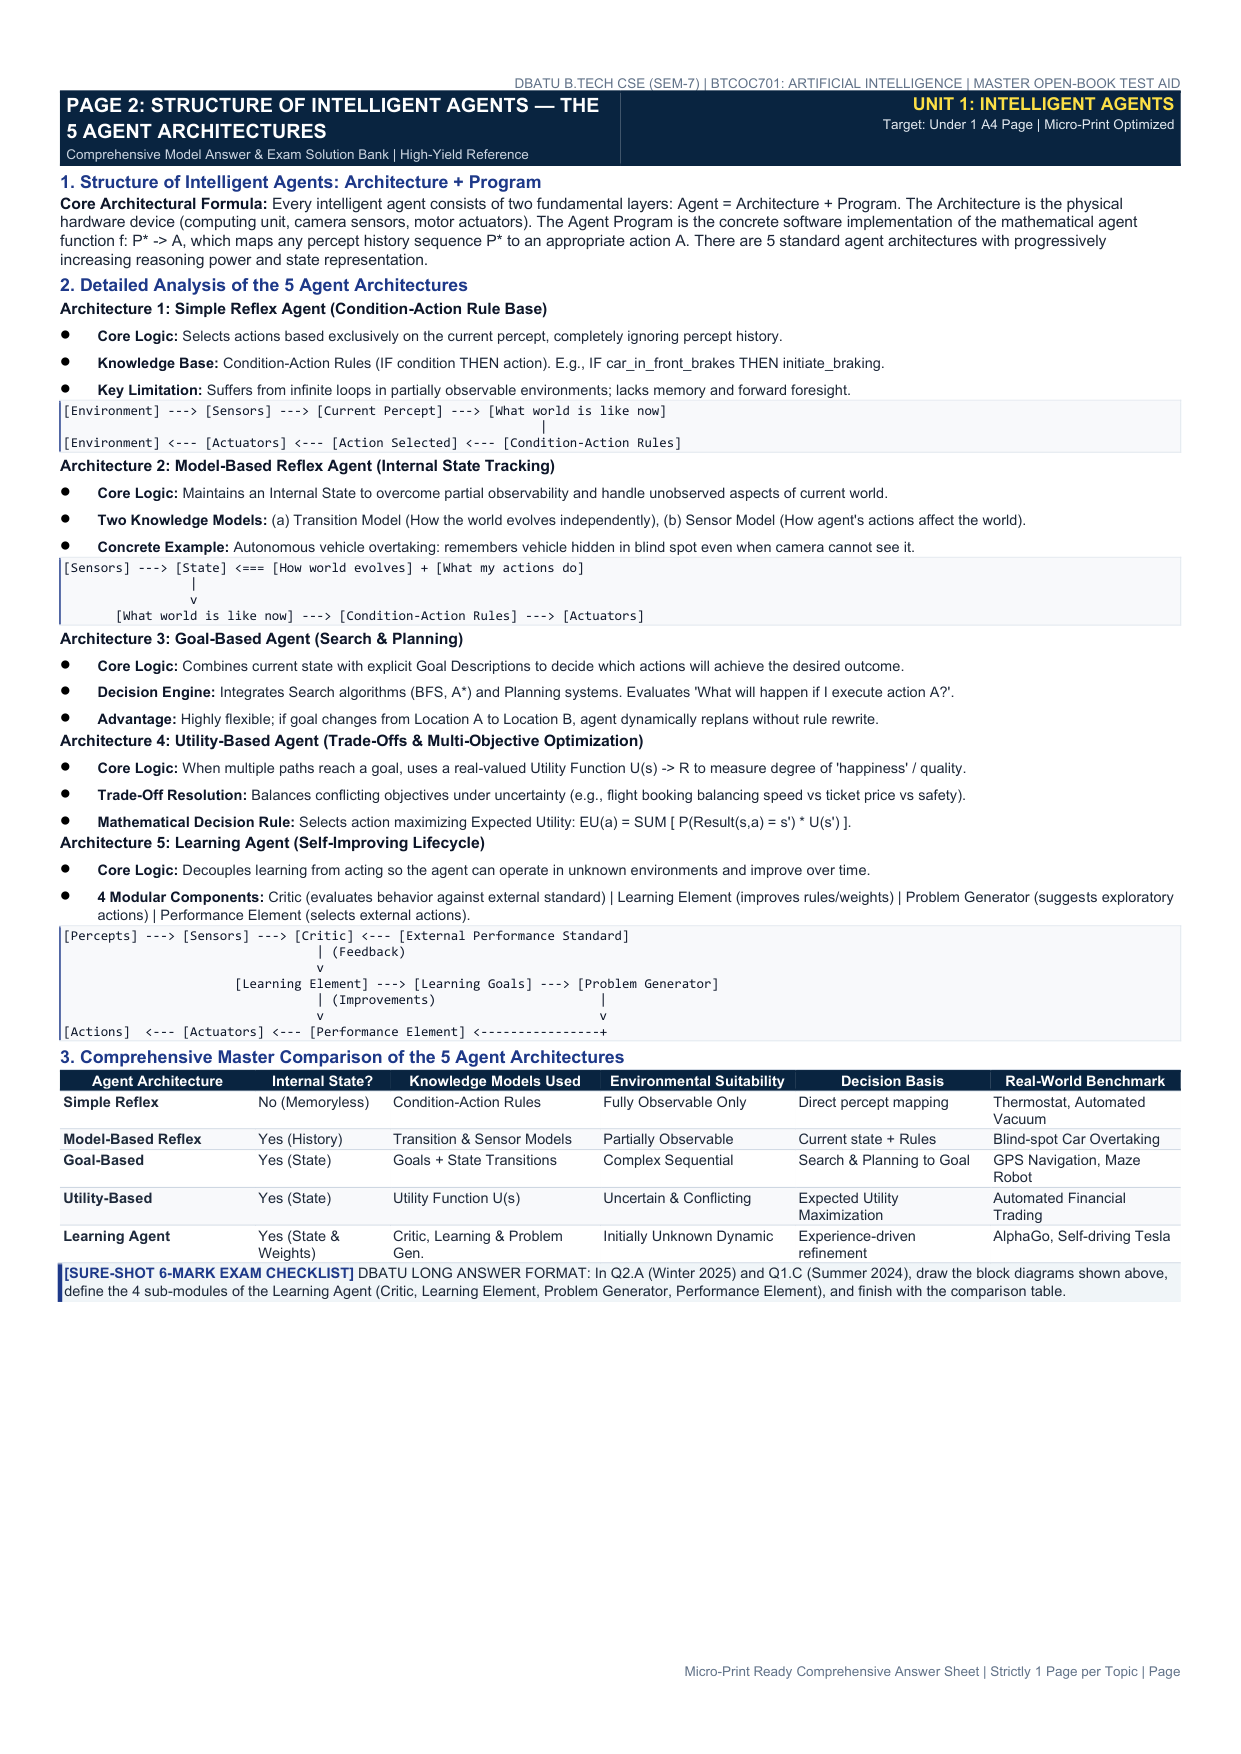 DBATU B.TECH CSE (SEM-7) | BTCOC701: ARTIFICIAL INTELLIGENCE | MASTER OPEN-BOOK TEST AID
PAGE 2: STRUCTURE OF INTELLIGENT AGENTS — THE
5 AGENT ARCHITECTURES
Comprehensive Model Answer & Exam Solution Bank | High-Yield Reference
UNIT 1: INTELLIGENT AGENTS
Target: Under 1 A4 Page | Micro-Print Optimized
1. Structure of Intelligent Agents: Architecture + Program
Core Architectural Formula: Every intelligent agent consists of two fundamental layers: Agent = Architecture + Program. The Architecture is the physical
hardware device (computing unit, camera sensors, motor actuators). The Agent Program is the concrete software implementation of the mathematical agent
function f: P* -> A, which maps any percept history sequence P* to an appropriate action A. There are 5 standard agent architectures with progressively
increasing reasoning power and state representation.
2. Detailed Analysis of the 5 Agent Architectures
Architecture 1: Simple Reflex Agent (Condition-Action Rule Base)
● Core Logic: Selects actions based exclusively on the current percept, completely ignoring percept history.
● Knowledge Base: Condition-Action Rules (IF condition THEN action). E.g., IF car_in_front_brakes THEN initiate_braking.
● Key Limitation: Suffers from infinite loops in partially observable environments; lacks memory and forward foresight.
[Environment] ---> [Sensors] ---> [Current Percept] ---> [What world is like now]
|
[Environment] <--- [Actuators] <--- [Action Selected] <--- [Condition-Action Rules]
Architecture 2: Model-Based Reflex Agent (Internal State Tracking)
● Core Logic: Maintains an Internal State to overcome partial observability and handle unobserved aspects of current world.
● Two Knowledge Models: (a) Transition Model (How the world evolves independently), (b) Sensor Model (How agent's actions affect the world).
● Concrete Example: Autonomous vehicle overtaking: remembers vehicle hidden in blind spot even when camera cannot see it.
[Sensors] ---> [State] <=== [How world evolves] + [What my actions do]
|
v
[What world is like now] ---> [Condition-Action Rules] ---> [Actuators]
Architecture 3: Goal-Based Agent (Search & Planning)
● Core Logic: Combines current state with explicit Goal Descriptions to decide which actions will achieve the desired outcome.
● Decision Engine: Integrates Search algorithms (BFS, A*) and Planning systems. Evaluates 'What will happen if I execute action A?'.
● Advantage: Highly flexible; if goal changes from Location A to Location B, agent dynamically replans without rule rewrite.
Architecture 4: Utility-Based Agent (Trade-Offs & Multi-Objective Optimization)
● Core Logic: When multiple paths reach a goal, uses a real-valued Utility Function U(s) -> R to measure degree of 'happiness' / quality.
● Trade-Off Resolution: Balances conflicting objectives under uncertainty (e.g., flight booking balancing speed vs ticket price vs safety).
● Mathematical Decision Rule: Selects action maximizing Expected Utility: EU(a) = SUM [ P(Result(s,a) = s') * U(s') ].
Architecture 5: Learning Agent (Self-Improving Lifecycle)
● Core Logic: Decouples learning from acting so the agent can operate in unknown environments and improve over time.
● 4 Modular Components: Critic (evaluates behavior against external standard) | Learning Element (improves rules/weights) | Problem Generator (suggests exploratory
actions) | Performance Element (selects external actions).
[Percepts] ---> [Sensors] ---> [Critic] <--- [External Performance Standard]
| (Feedback)
v
[Learning Element] ---> [Learning Goals] ---> [Problem Generator]
| (Improvements) |
v v
[Actions] <--- [Actuators] <--- [Performance Element] <----------------+
3. Comprehensive Master Comparison of the 5 Agent Architectures
Agent Architecture Internal State? Knowledge Models Used Environmental Suitability Decision Basis Real-World Benchmark
Simple Reflex No (Memoryless) Condition-Action Rules Fully Observable Only Direct percept mapping Thermostat, Automated
Vacuum
Model-Based Reflex Yes (History) Transition & Sensor Models Partially Observable Current state + Rules Blind-spot Car Overtaking
Goal-Based Yes (State) Goals + State Transitions Complex Sequential Search & Planning to Goal GPS Navigation, Maze
Robot
Utility-Based Yes (State) Utility Function U(s) Uncertain & Conflicting Expected Utility Automated Financial
Maximization Trading
Learning Agent Yes (State & Critic, Learning & Problem Initially Unknown Dynamic Experience-driven AlphaGo, Self-driving Tesla
Weights) Gen. refinement
[SURE-SHOT 6-MARK EXAM CHECKLIST] DBATU LONG ANSWER FORMAT: In Q2.A (Winter 2025) and Q1.C (Summer 2024), draw the block diagrams shown above,
define the 4 sub-modules of the Learning Agent (Critic, Learning Element, Problem Generator, Performance Element), and finish with the comparison table.
Micro-Print Ready Comprehensive Answer Sheet | Strictly 1 Page per Topic | Page